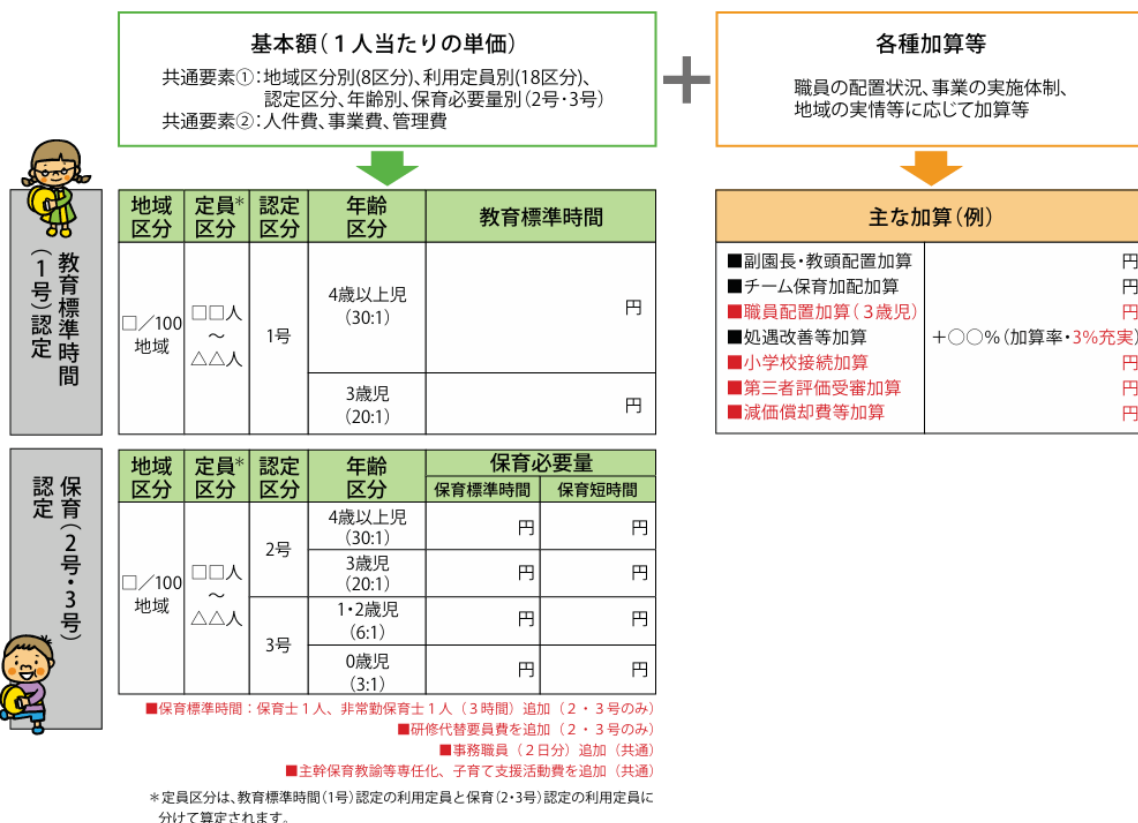 基本額(1人当たりの単価)
共通要素①:地域区分別(8区分)、利用定員別(18区分)、
認定区分、年齢別、保育必要量別(2号・3号)
共通要素②:人件費、事業費、管理費
+
各種加算等
職員の配置状況、事業の実施体制、
地域の実情等に応じて加算等
教育標準時間
(1号)認定
地域
区分
定員*
区分
認定
区分
年齢
区分
教育標準時間
□/100
地域
□□人
~
△△人
1号
4歳以上児
(30:1)
円
3歳児
(20:1)
円
主な加算(例)
■副園長・教頭配置加算 円
■チーム保育加配加算 円
■職員配置加算(3歳児) 円
■処遇改善等加算 +○○%(加算率・3%充実)
■小学校接続加算 円
■第三者評価受審加算 円
■減価償却費等加算 円
保育(2号・3号)
認定
地域
区分
定員*
区分
認定
区分
年齢
区分
保育必要量
保育標準時間 保育短時間
□/100
地域
□□人
~
△△人
2号
4歳以上児
(30:1)
円 円
3歳児
(20:1)
円 円
3号
1・2歳児
(6:1)
円 円
0歳児
(3:1)
円 円
■保育標準時間:保育士1人、非常勤保育士1人(3時間)追加(2・3号のみ)
■研修代替要員費を追加(2・3号のみ)
■事務職員(2日分)追加(共通)
■主幹保育教諭等専任化、子育て支援活動費を追加(共通)
*定員区分は、教育標準時間(1号)認定の利用定員と保育(2・3号)認定の利用定員に
分けて算定されます。